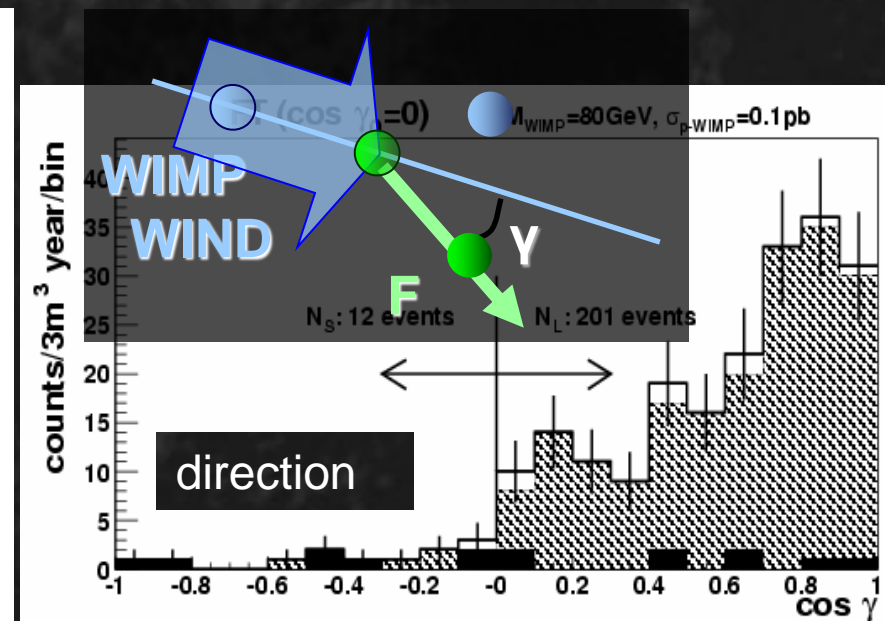 (cos γ₀=0)
M_WIMP=80GeV, σ_p-WIMP=0.1pb
WIMP
WIND
γ
F
N_S: 12 events
N_L: 201 events
direction
counts/3m³ year/bin
40
35
30
25
20
15
10
5
0
-1 -0.8 -0.6 -0.4 -0.2 -0 0.2 0.4 0.6 0.8 1
cos γ